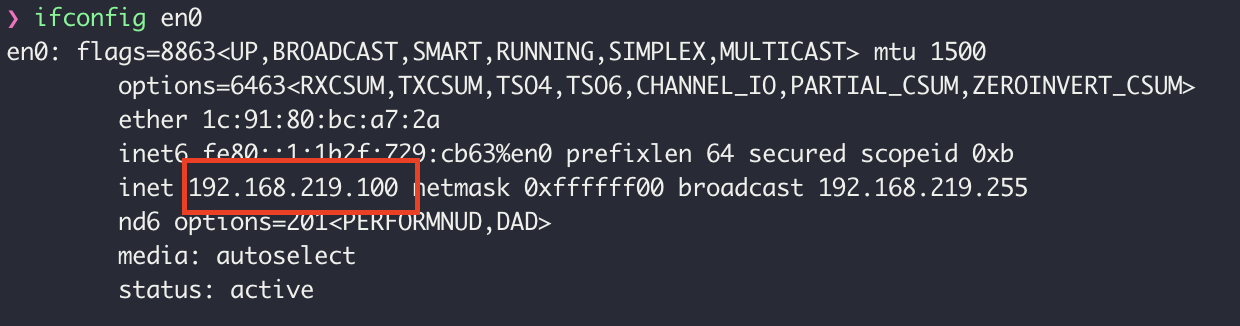 ❯ ifconfig en0
en0: flags=8863<UP,BROADCAST,SMART,RUNNING,SIMPLEX,MULTICAST> mtu 1500
options=6463<RXCSUM,TXCSUM,TSO4,TSO6,CHANNEL_IO,PARTIAL_CSUM,ZEROINVERT_CSUM>
ether 1c:91:80:bc:a7:2a
inet6 fe80::1:1b2f:729:cb63%en0 prefixlen 64 secured scopeid 0xb
inet 192.168.219.100 netmask 0xffffff00 broadcast 192.168.219.255
nd6 options=201<PERFORMNUD,DAD>
media: autoselect
status: active